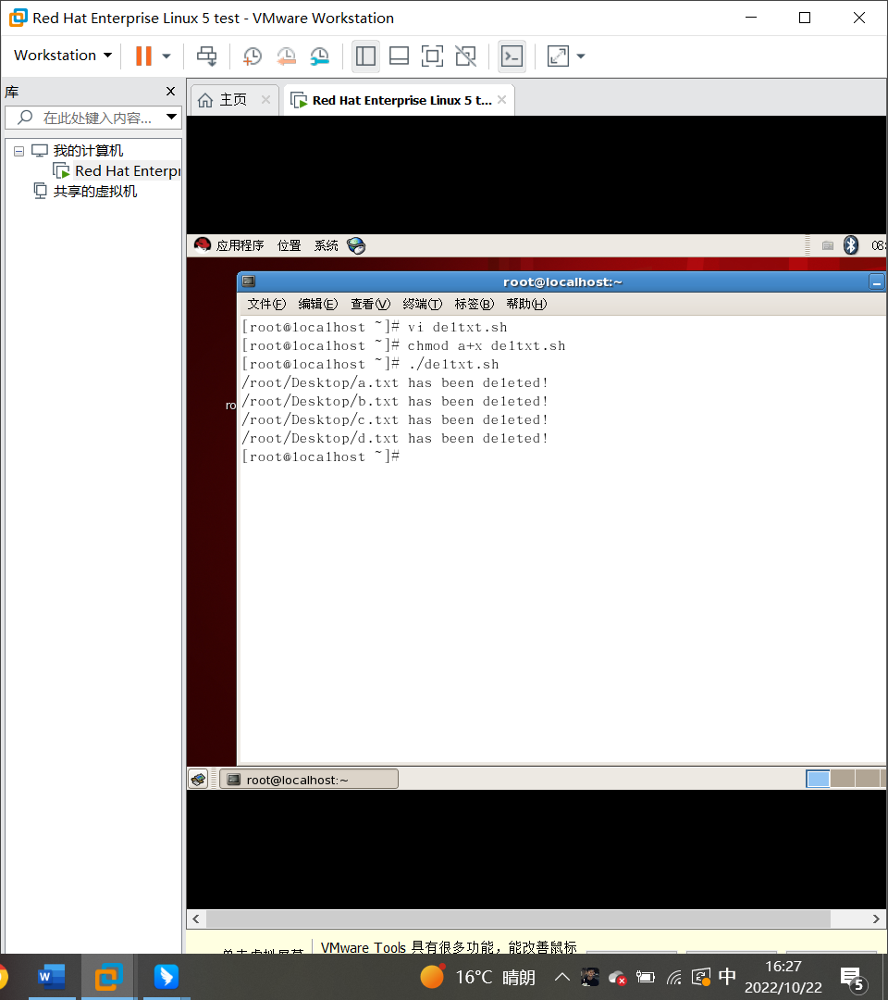 Red Hat Enterprise Linux 5 test - VMware Workstation
Workstation
库
主页
Red Hat Enterprise Linux 5 t...
在此处键入内容...
我的计算机
Red Hat Enterpr
共享的虚拟机
应用程序 位置 系统
08:
root@localhost:~
文件(F) 编辑(E) 查看(V) 终端(T) 标签(B) 帮助(H)
[root@localhost ~]# vi deltxt.sh
[root@localhost ~]# chmod a+x deltxt.sh
[root@localhost ~]# ./deltxt.sh
/root/Desktop/a.txt has been deleted!
ro
/root/Desktop/b.txt has been deleted!
/root/Desktop/c.txt has been deleted!
/root/Desktop/d.txt has been deleted!
[root@localhost ~]#
root@localhost:~
VMware Tools 具有很多功能，能改善鼠标
W
16°C 晴朗
中
16:27
2022/10/22
5